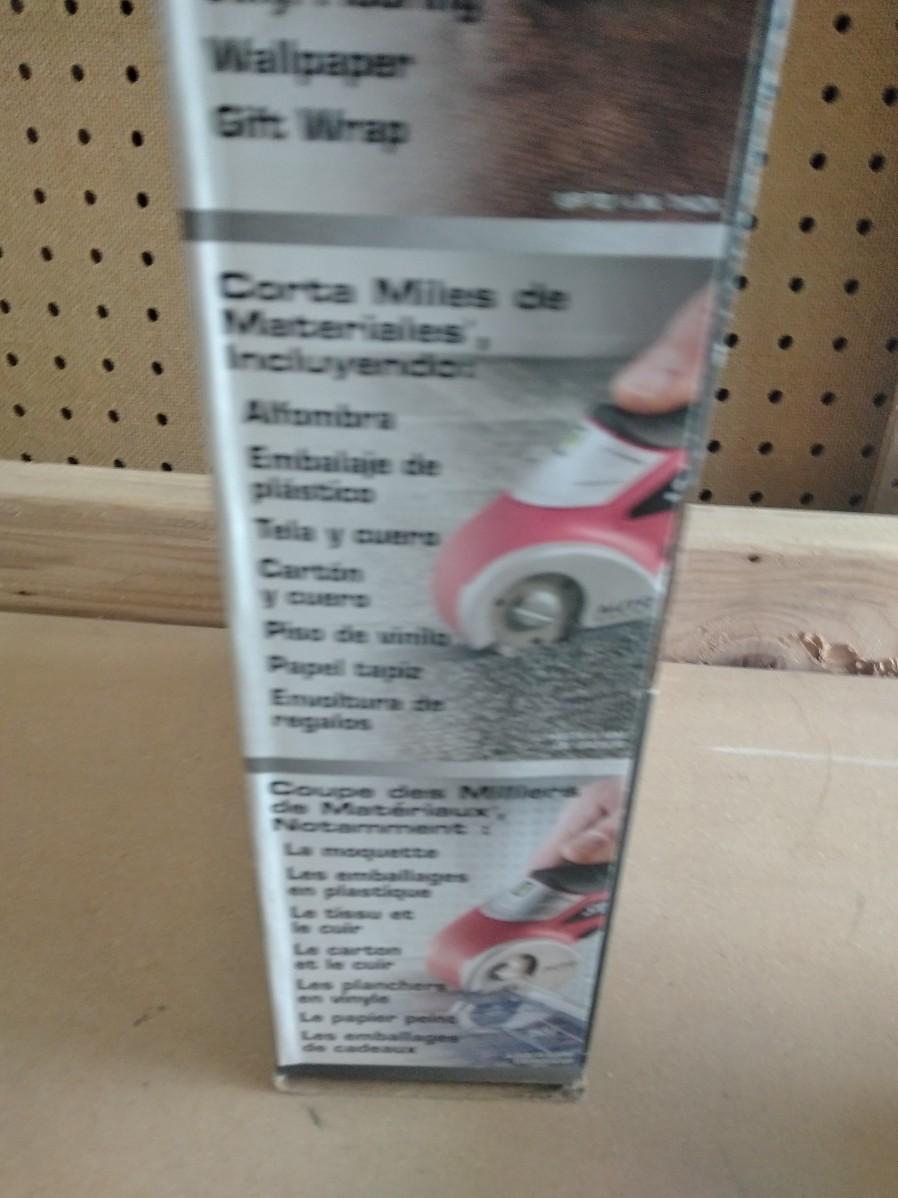 Flooring
Wallpaper
Gift Wrap
Corta Miles de
Materiales*,
Incluyendo:
Alfombra
Embalaje de
plástico
Tela y cuero
Cartón
y cuero
Piso de vinilo
Papel tapiz
Envoltura de
regalos
Coupe des Milliers
de Matériaux*,
Notamment :
La moquette
Les emballages
en plastique
Le tissu et
le cuir
Le carton
et le cuir
Les planchers
en vinyle
Le papier peint
Les emballages
de cadeaux